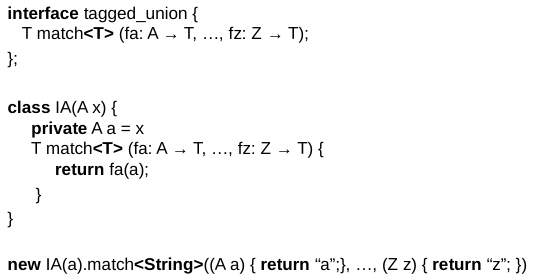 interface tagged_union {
T match<T> (fa: A → T, …, fz: Z → T);
};
class IA(A x) {
private A a = x
T match<T> (fa: A → T, …, fz: Z → T) {
return fa(a);
}
}
new IA(a).match<String>((A a) { return “a”;}, …, (Z z) { return “z”; })